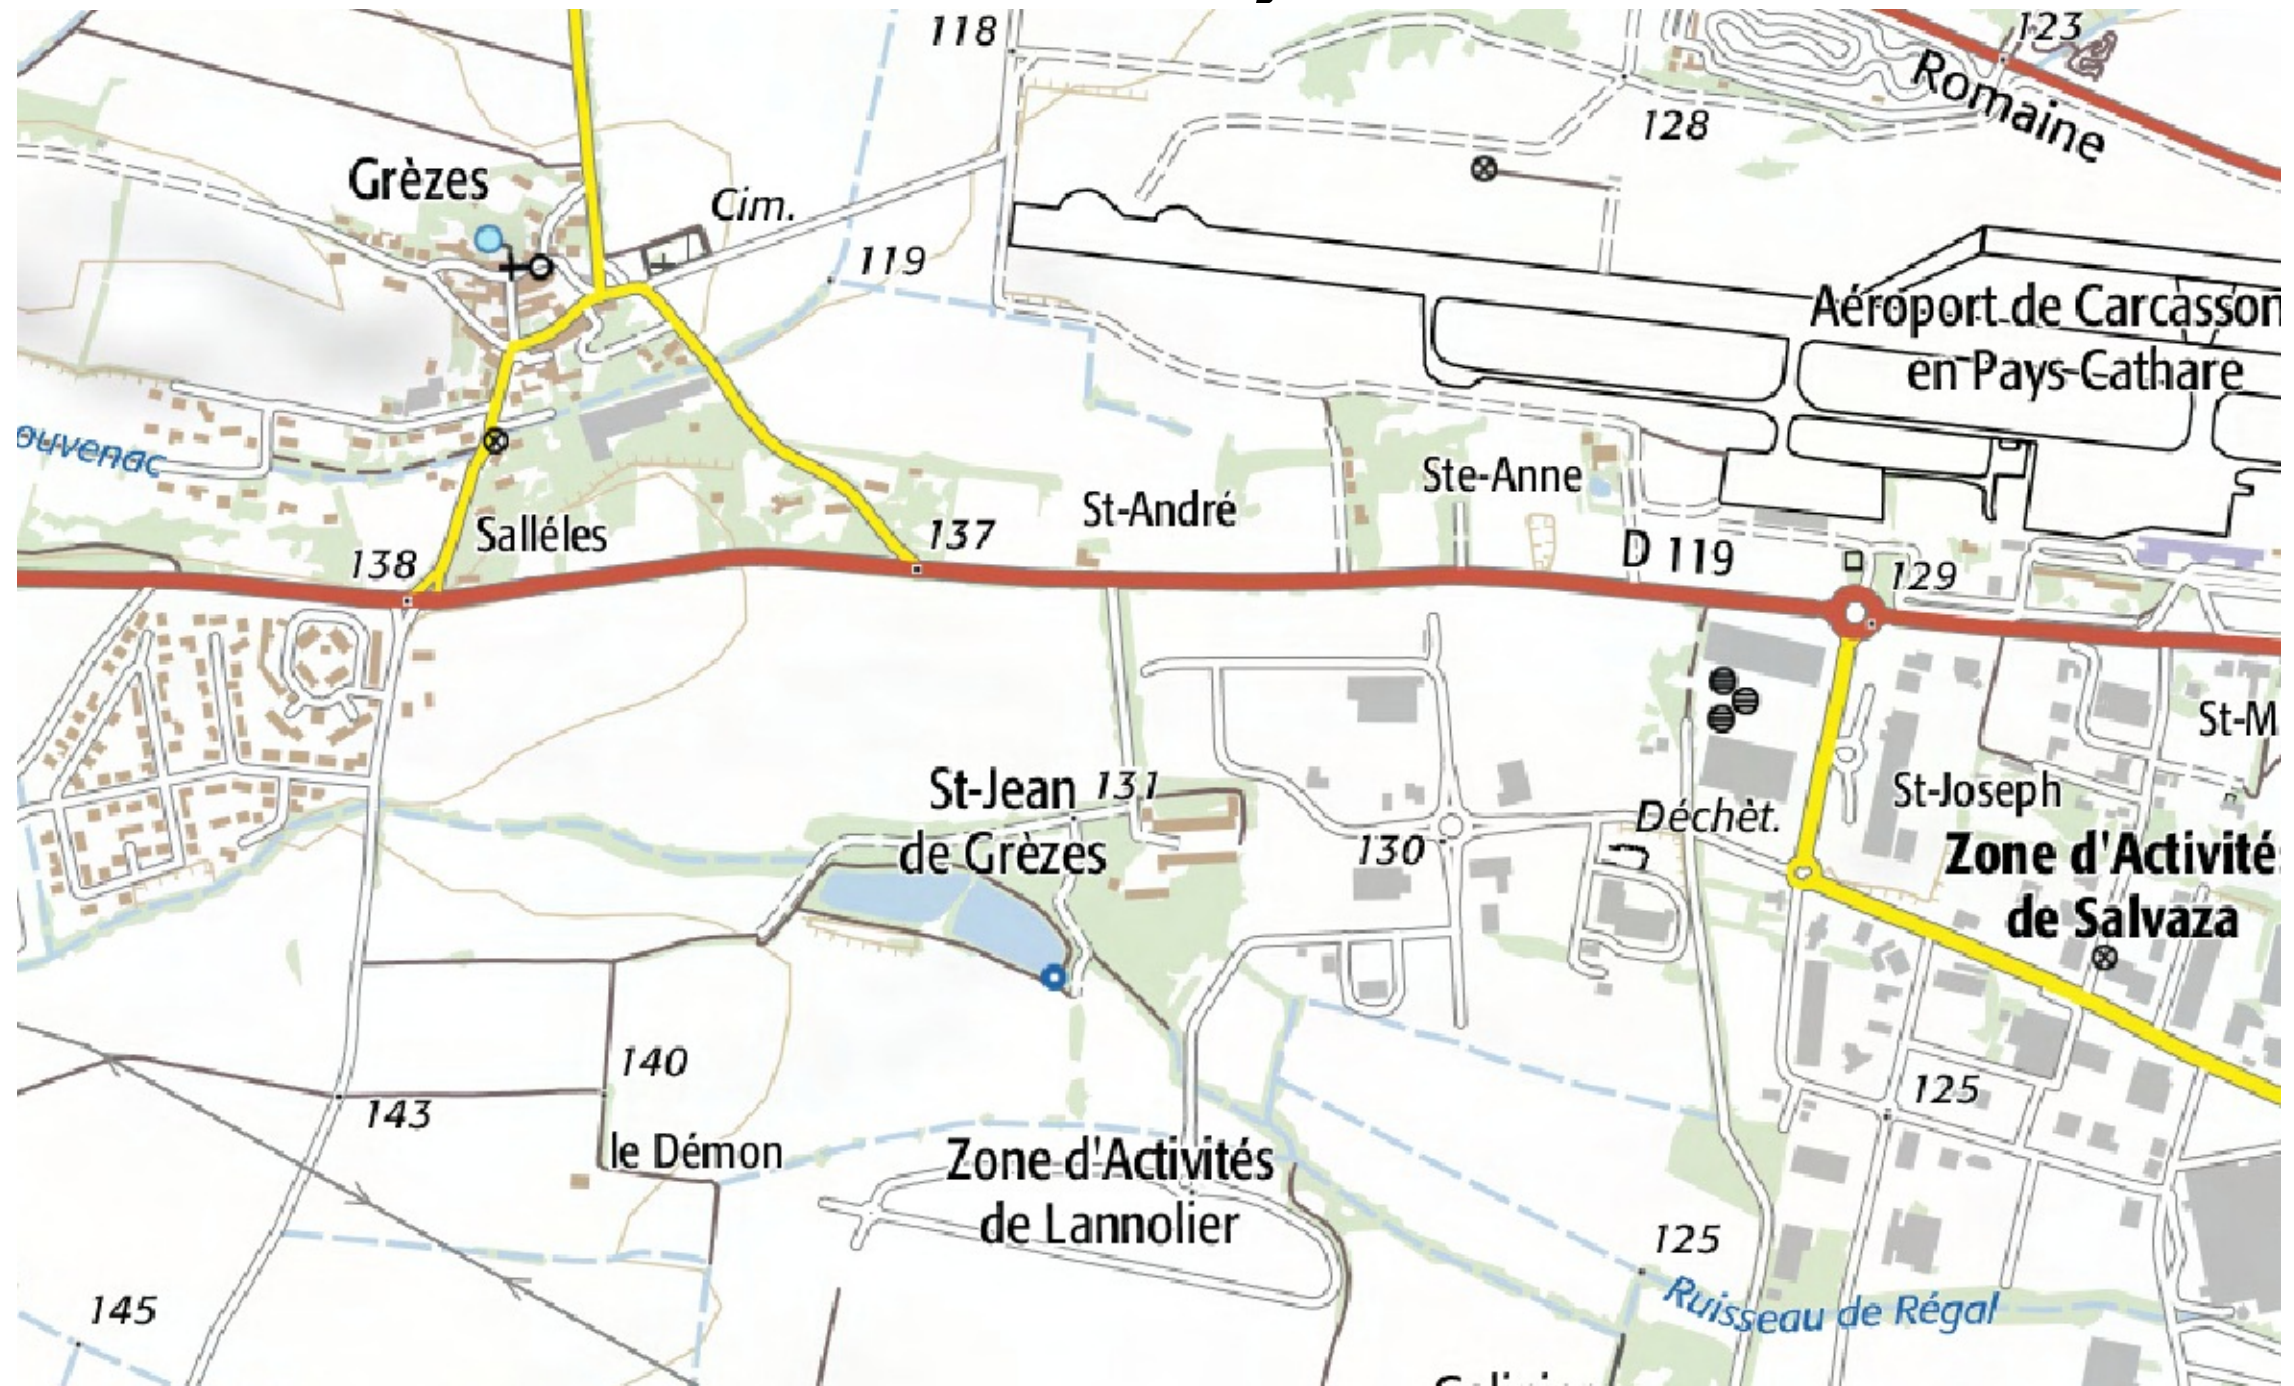 118
123
Romaine
128
Grèzes
Cim.
119
Aéroport de Carcasson
en Pays Cathare
ouvenac
Ste-Anne
St-André
Salléles
137
138
D 119
129
St-M
St-Jean
131
de Grèzes
St-Joseph
Déchèt.
130
Zone d'Activité
de Salvaza
140
143
125
le Démon
Zone d'Activités
de Lannolier
125
Ruisseau de Régal
145